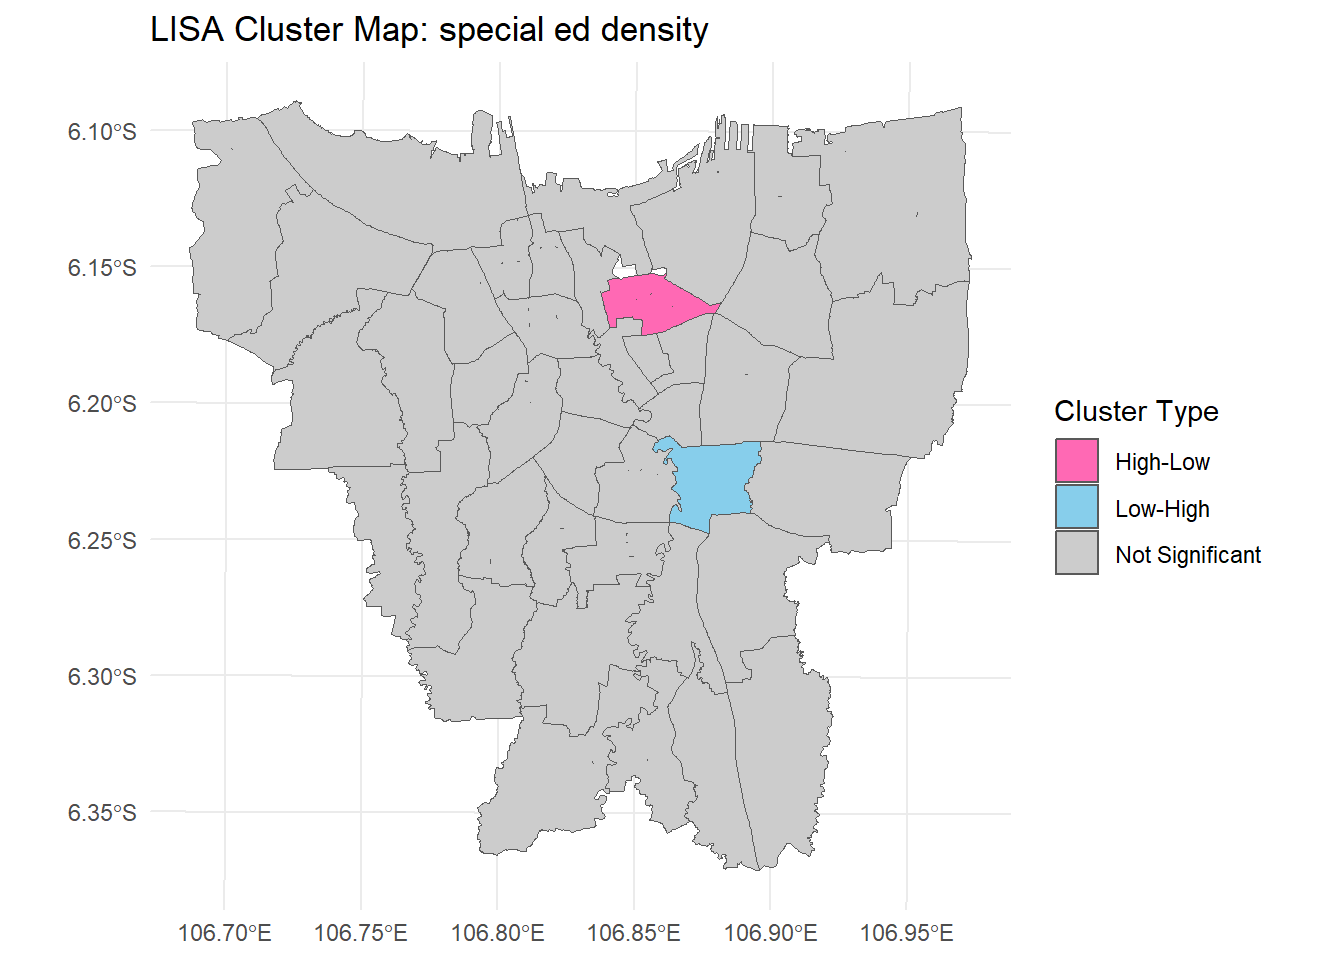 LISA Cluster Map: special ed density
6.10°S
6.15°S
6.20°S
6.25°S
6.30°S
6.35°S
106.70°E
106.75°E
106.80°E
106.85°E
106.90°E
106.95°E
Cluster Type
High-Low
Low-High
Not Significant